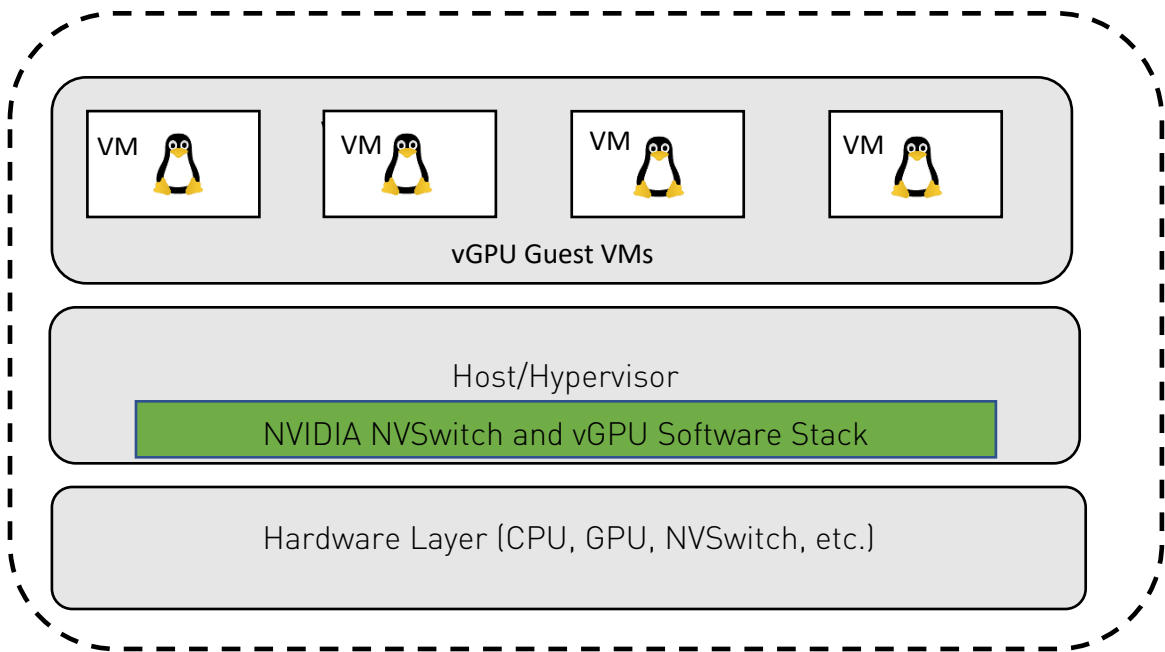 VM
VM
VM
VM
vGPU Guest VMs
Host/Hypervisor
NVIDIA NVSwitch and vGPU Software Stack
Hardware Layer (CPU, GPU, NVSwitch, etc.)